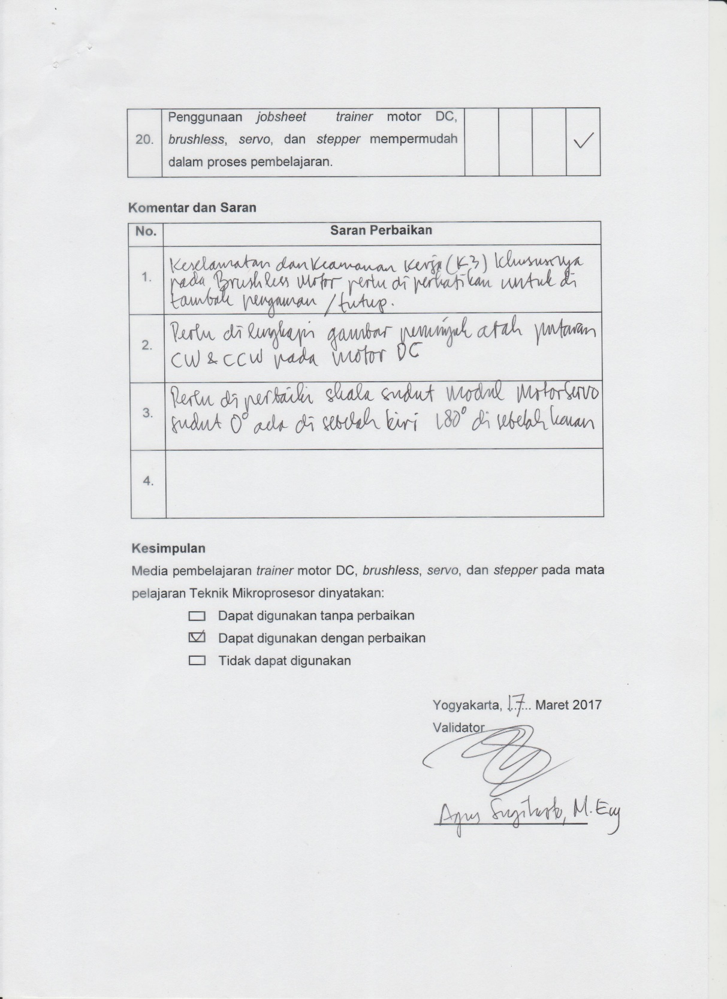 Penggunaan jobsheet trainer motor DC,
20. brushless, servo, dan stepper mempermudah
dalam proses pembelajaran.
Komentar dan Saran
No. Saran Perbaikan
Keselamatan dan Keamanan Kerja (K3) khususnya
1. pada Brushless Motor perlu di perhatikan untuk di
tambah pengaman / tutup.
Perlu di lengkapi gambar penunjuk arah putaran
2. CW & CCW pada motor DC
Perlu di perbaiki skala sudut modul Motor Servo
3. sudut 0° ada di sebelah kiri 180° di sebelah kanan
4.
Kesimpulan
Media pembelajaran trainer motor DC, brushless, servo, dan stepper pada mata
pelajaran Teknik Mikroprosesor dinyatakan:
Dapat digunakan tanpa perbaikan
Dapat digunakan dengan perbaikan
Tidak dapat digunakan
Yogyakarta, 17 Maret 2017
Validator
Agus
M. Eng